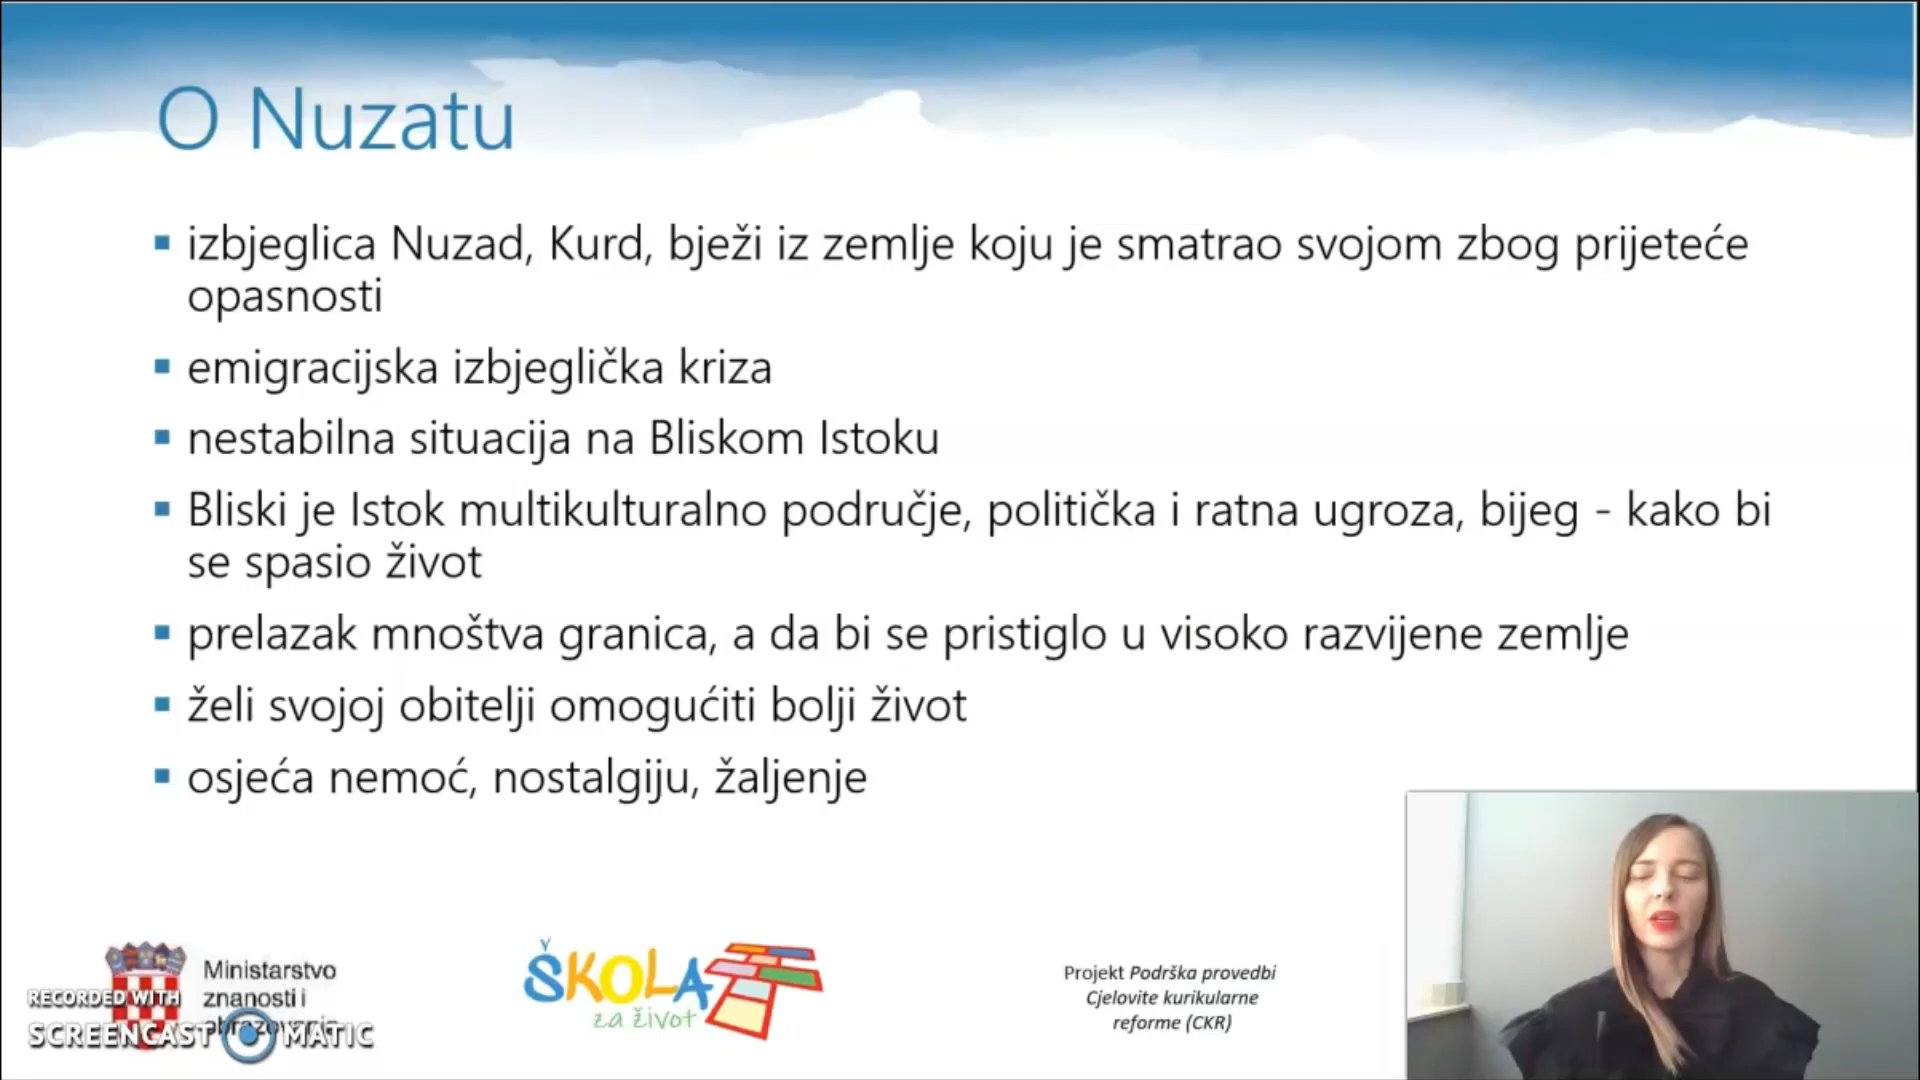 O Nuzatu
izbjeglica Nuzad, Kurd, bježi iz zemlje koju je smatrao svojom zbog prijeteće
opasnosti
emigracijska izbjeglička kriza
nestabilna situacija na Bliskom Istoku
Bliski je Istok multikulturalno područje, politička i ratna ugroza, bijeg - kako bi
se spasio život
prelazak mnoštva granica, a da bi se pristiglo u visoko razvijene zemlje
želi svojoj obitelji omogućiti bolji život
osjeća nemoć, nostalgiju, žaljenje
Ministarstvo
znanosti i
obrazovanja
RECORDED WITH
SCREENCAST MATIC
ŠKOLA
za život
Projekt Podrška provedbi
Cjelovite kurikularne
reforme (CKR)